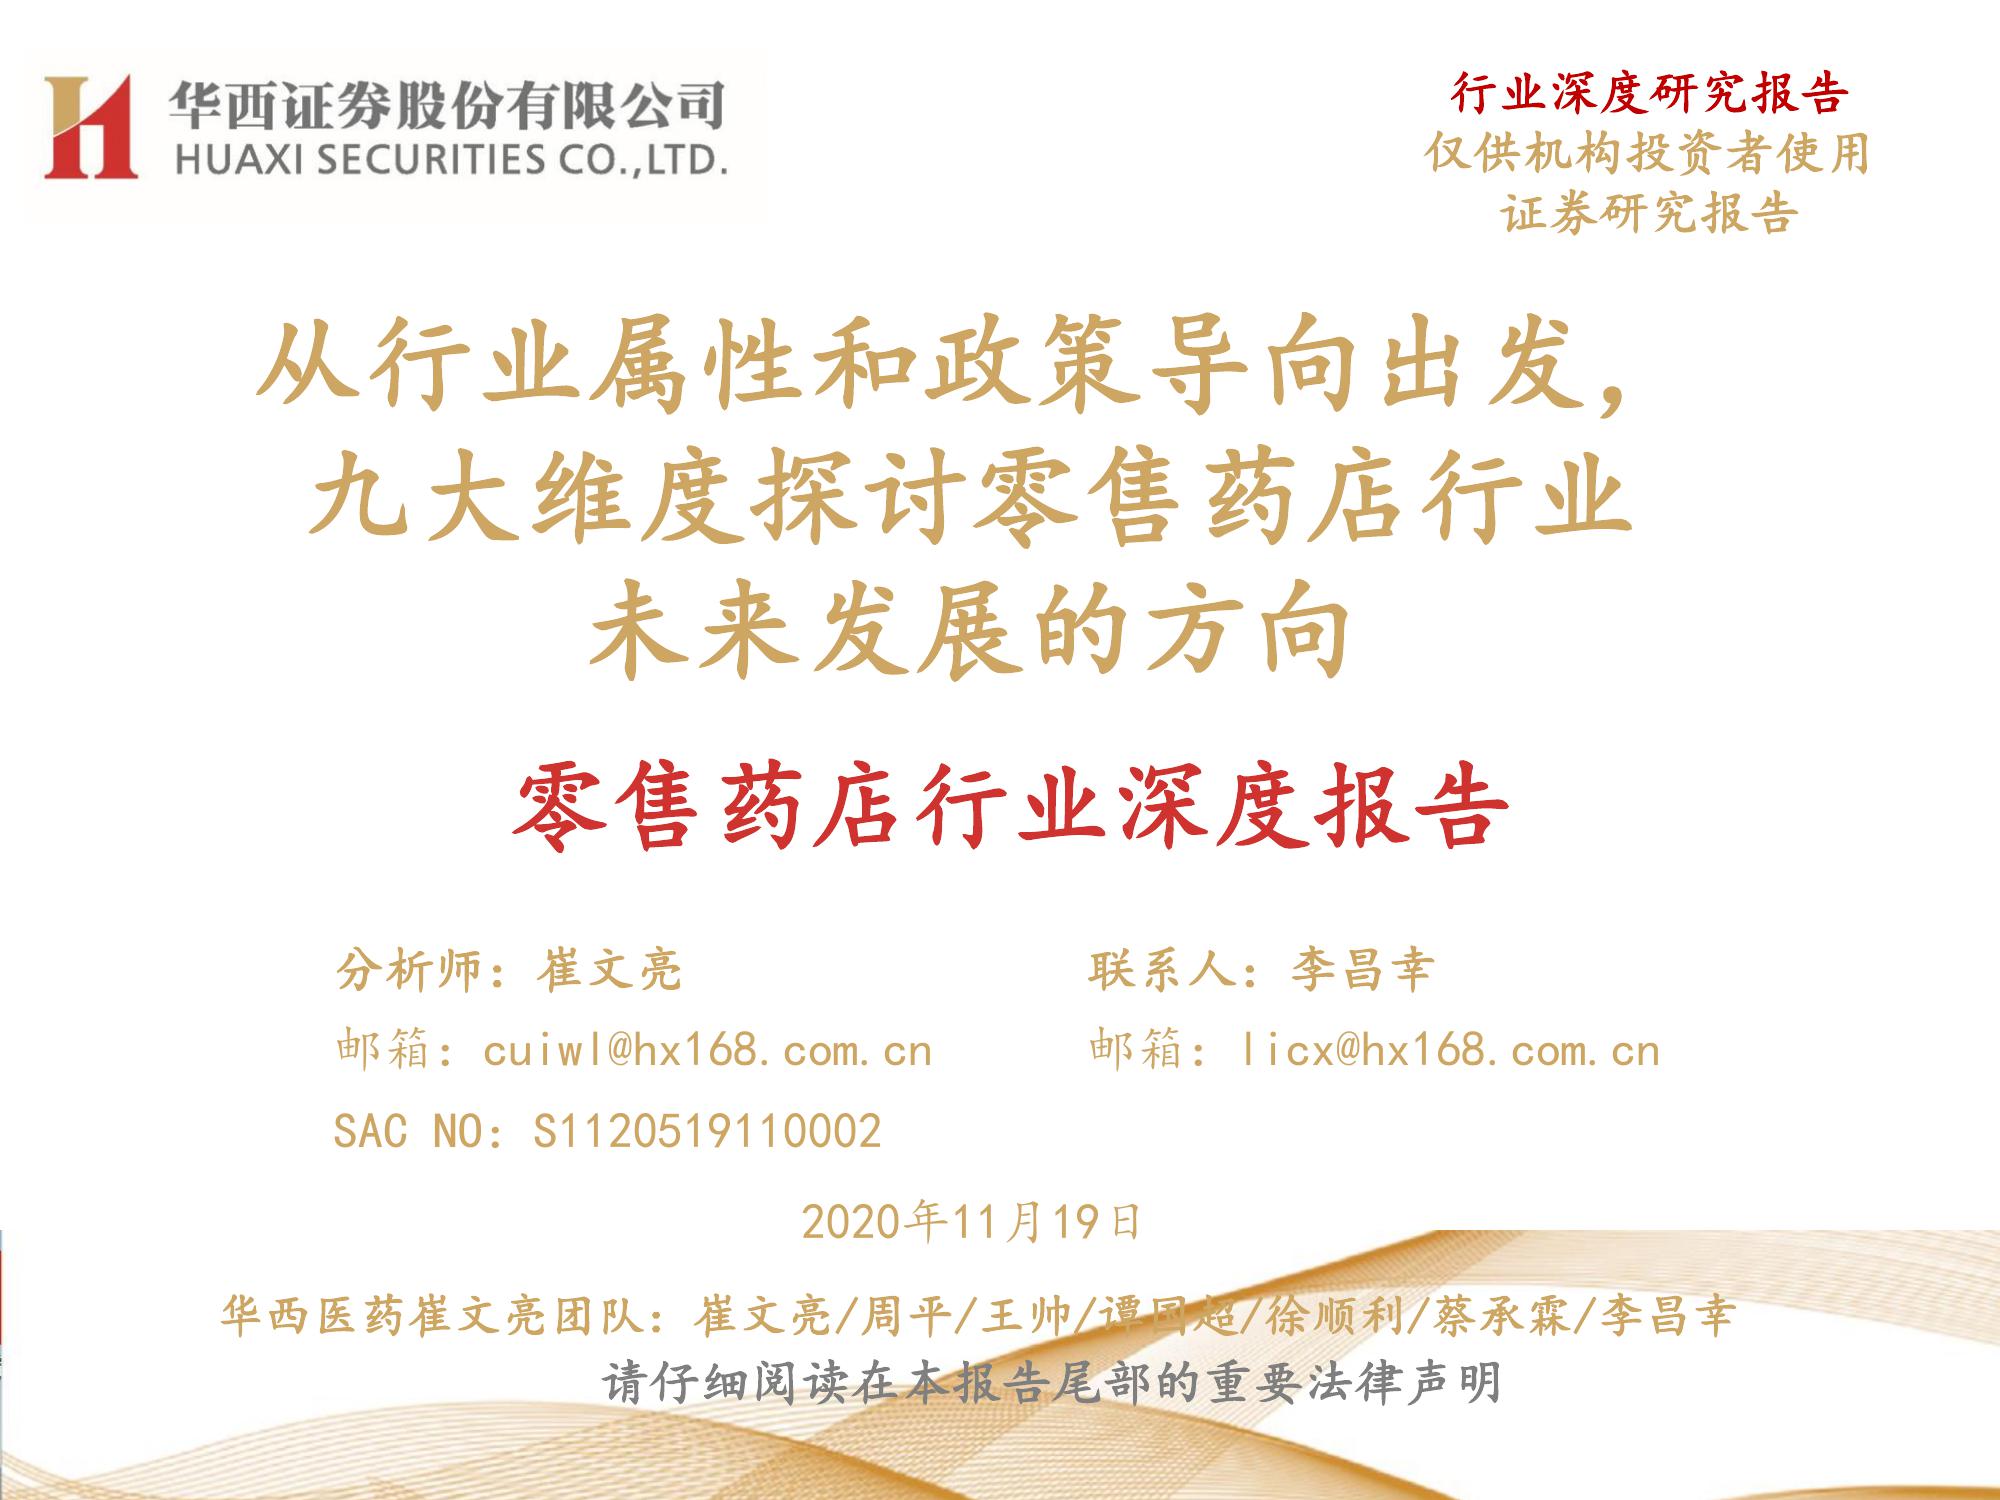 华西证券股份有限公司
HUAXI SECURITIES CO.,LTD.
行业深度研究报告
仅供机构投资者使用
证券研究报告
从行业属性和政策导向出发，
九大维度探讨零售药店行业
未来发展的方向
零售药店行业深度报告
分析师：崔文亮
邮箱：cuiwl@hx168.com.cn
SAC NO：S1120519110002
联系人：李昌幸
邮箱：licx@hx168.com.cn
2020年11月19日
华西医药崔文亮团队：崔文亮/周平/王帅/谭国超/徐顺利/蔡承霖/李昌幸
请仔细阅读在本报告尾部的重要法律声明